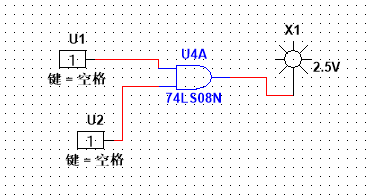 U1
1
键 = 空格
U4A
74LS08N
X1
2.5V
U2
1
键 = 空格